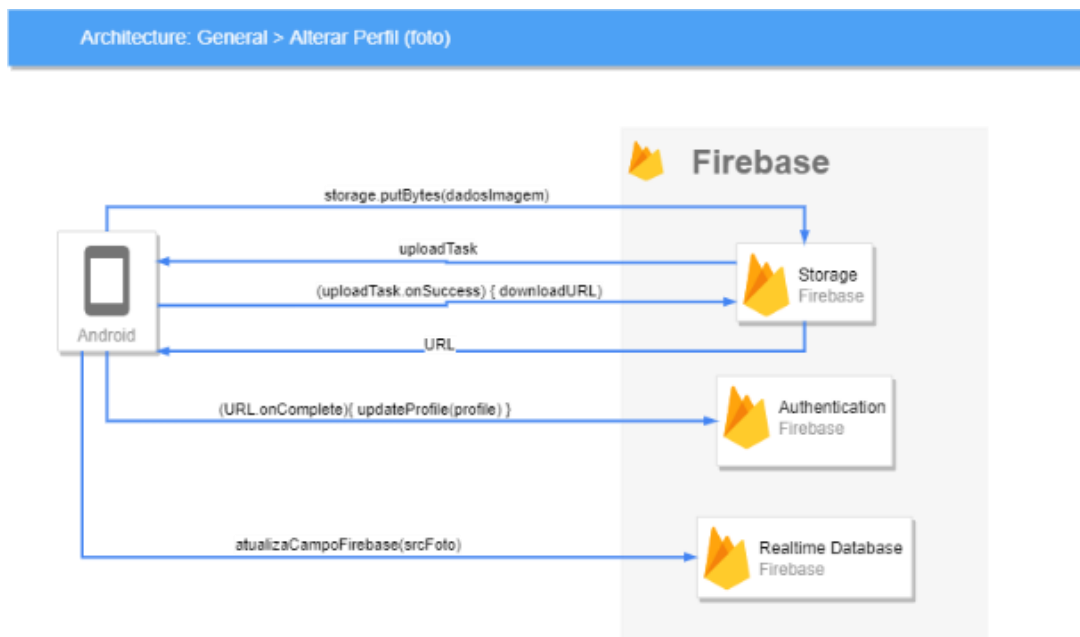 Architecture: General > Alterar Perfil (foto)
Firebase
storage.putBytes(dadosImagem)
uploadTask
Storage
Firebase
(uploadTask.onSuccess) { downloadURL)
Android
URL
(URL.onComplete){ updateProfile(profile) }
Authentication
Firebase
atualizaCampoFirebase(srcFoto)
Realtime Database
Firebase